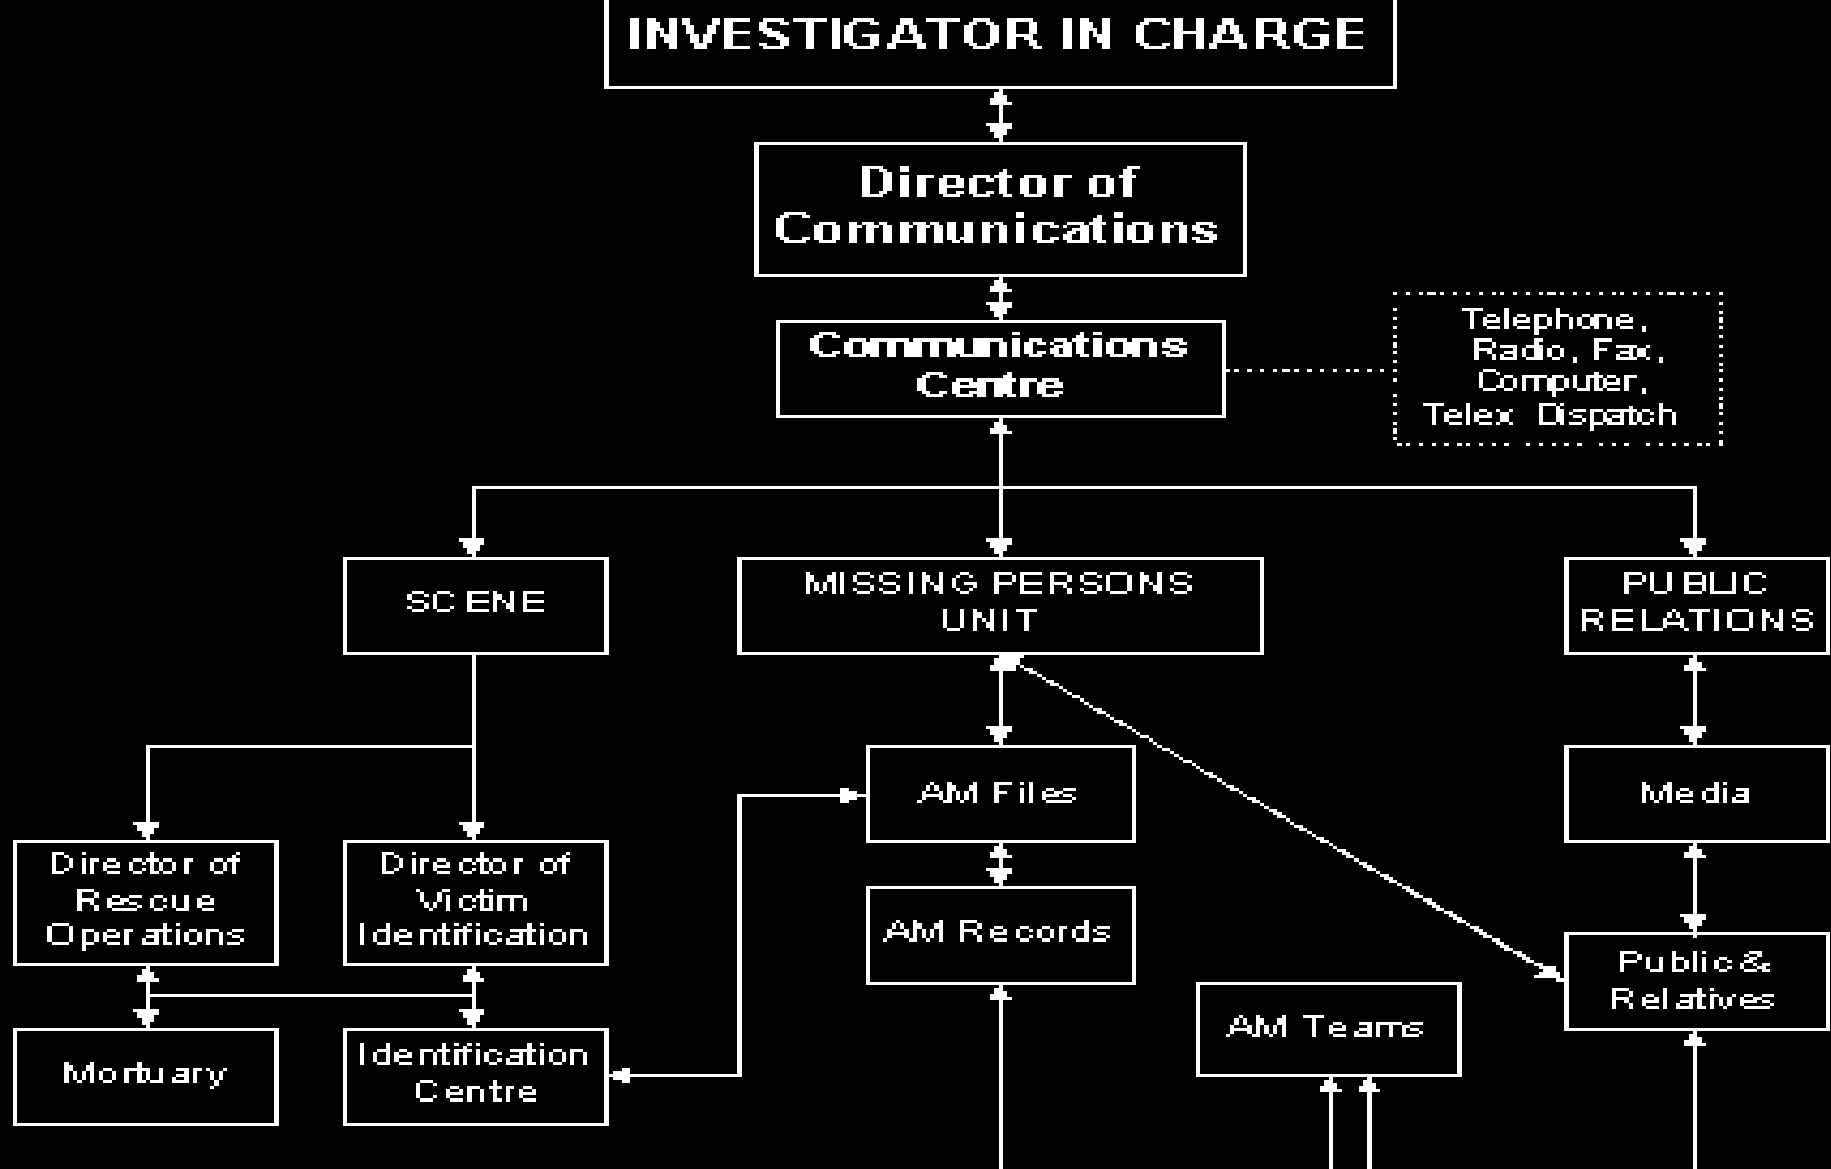 INVESTIGATOR IN CHARGE
Director of
Communications
Communications
Centre
Telephone,
Radio, Fax,
Computer,
Telex Dispatch
SCENE
MISSING PERSONS
UNIT
PUBLIC
RELATIONS
AM Files
Media
Director of
Rescue
Operations
Director of
Victim
Identification
AM Records
Public &
Relatives
AM Teams
Mortuary
Identification
Centre